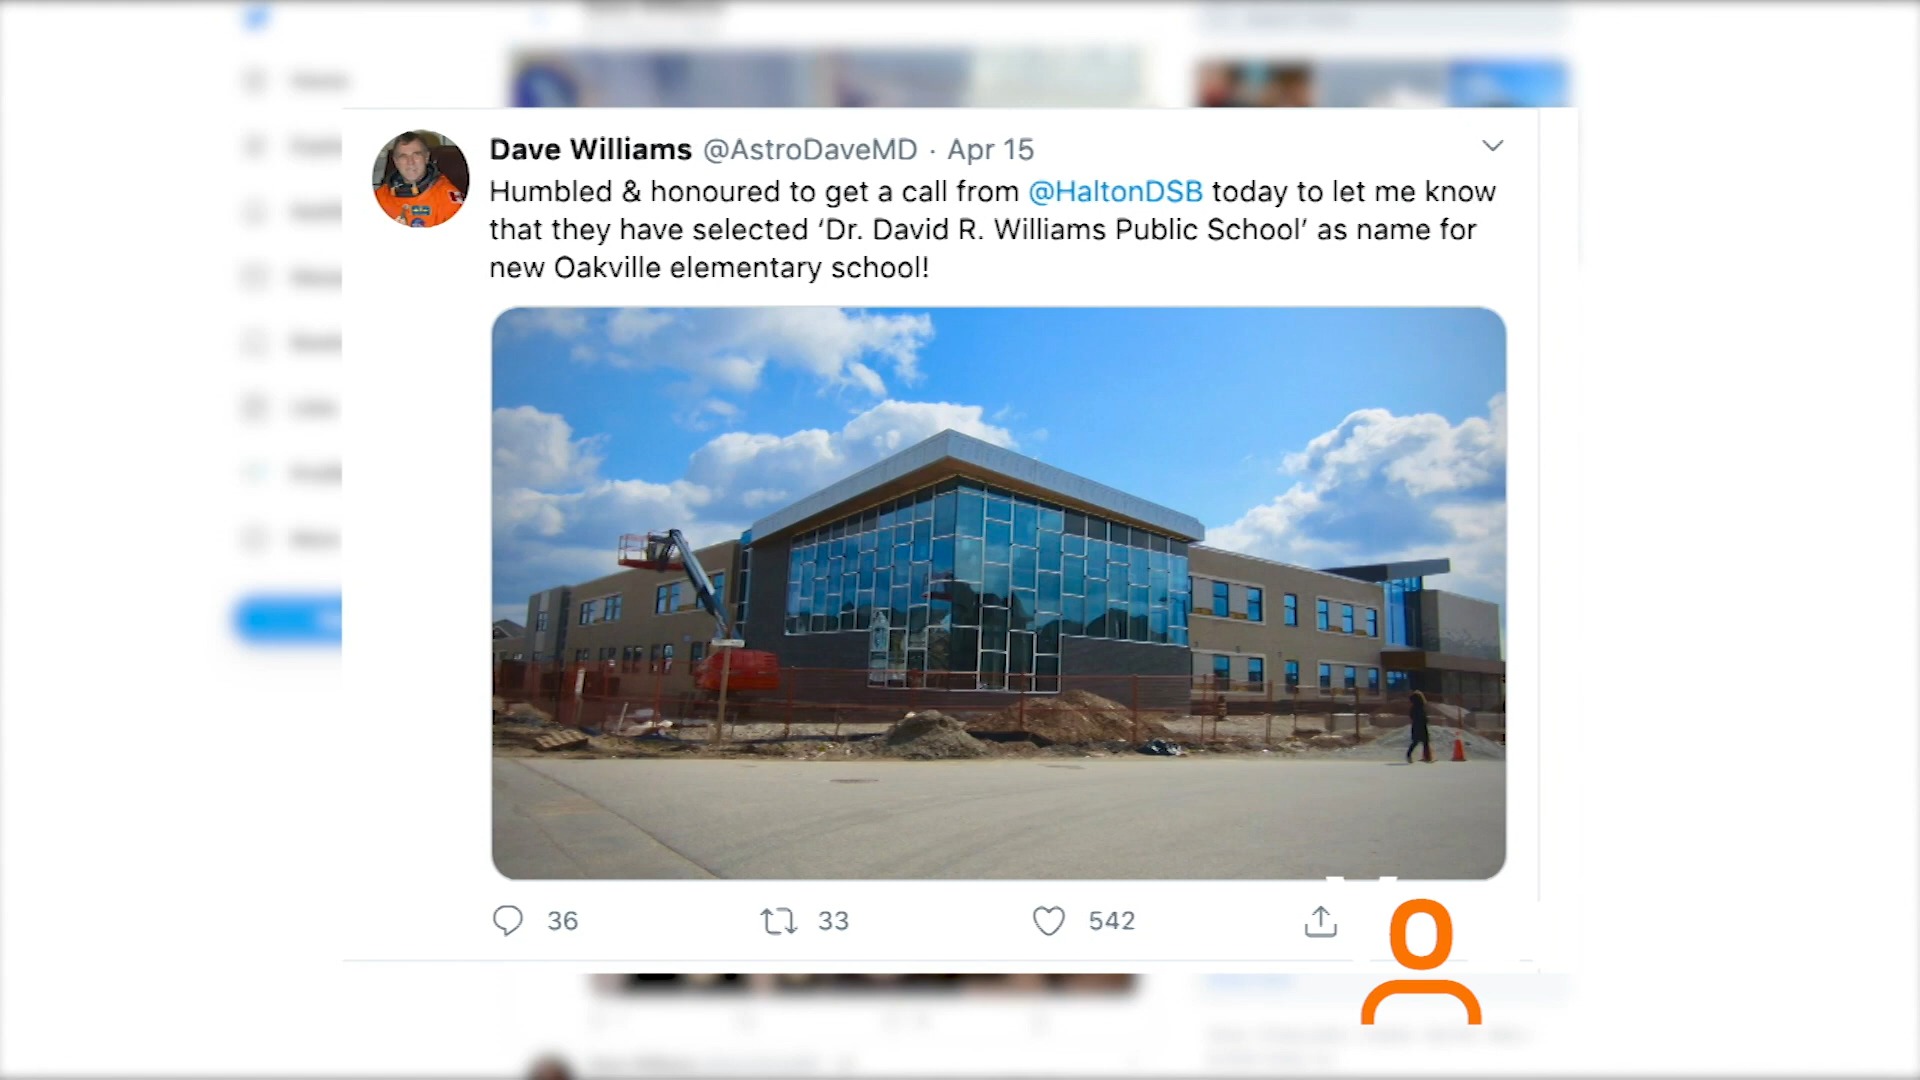 Dave Williams @AstroDaveMD · Apr 15
Humbled & honoured to get a call from @HaltonDSB today to let me know
that they have selected ‘Dr. David R. Williams Public School’ as name for
new Oakville elementary school!
36 33 542